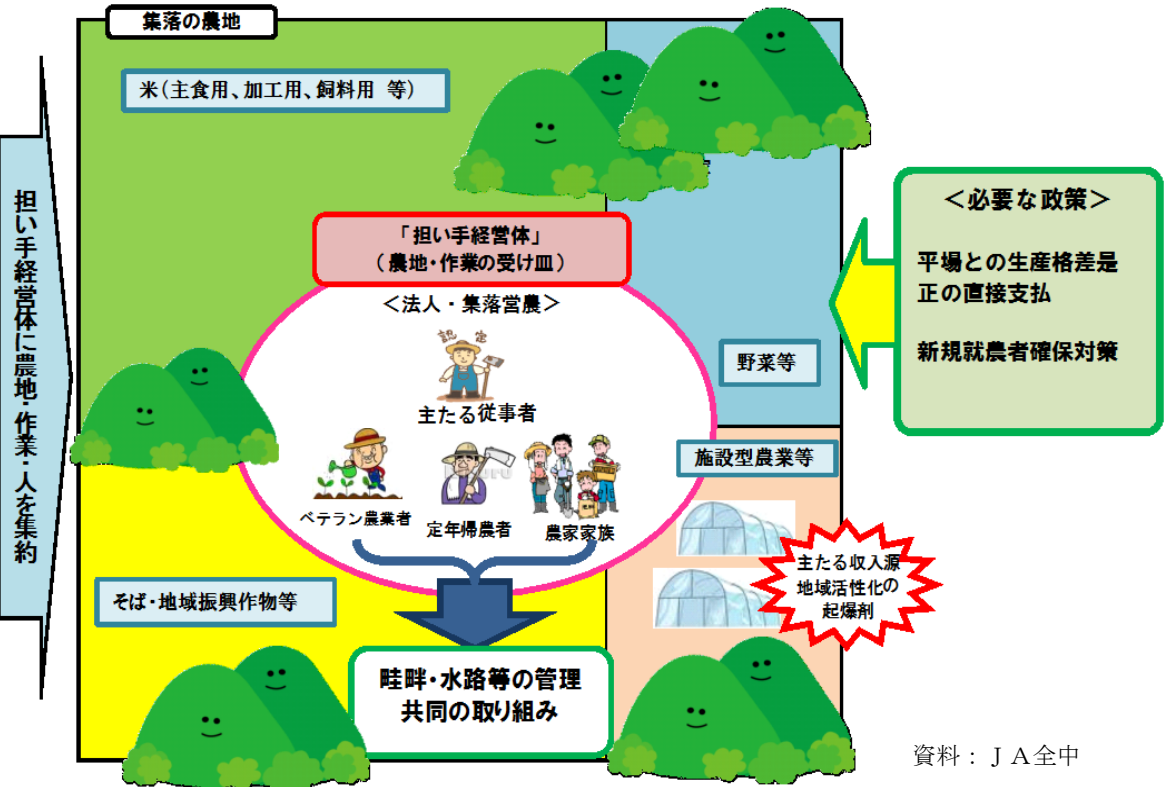 集落の農地
米(主食用、加工用、飼料用 等)
担い手経営体に農地・作業・人を集約
「担い手経営体」
(農地・作業の受け皿)
<法人・集落営農>
認 定
主たる従事者
ベテラン農業者
定年帰農者
農家家族
野菜等
施設型農業等
主たる収入源
地域活性化の
起爆剤
そば・地域振興作物等
畦畔・水路等の管理
共同の取り組み
<必要な政策>
平場との生産格差是
正の直接支払
新規就農者確保対策
資料：ＪＡ全中